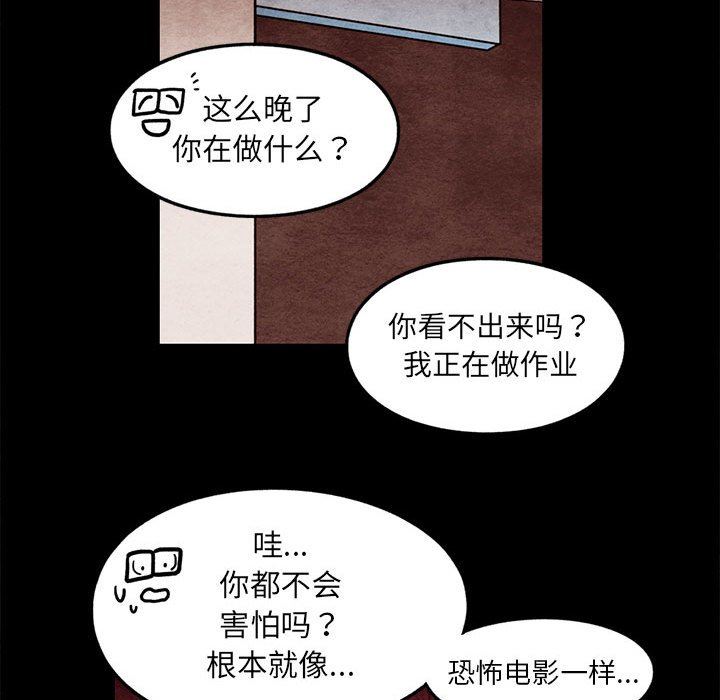 这么晚了
你在做什么？
你看不出来吗？
我正在做作业
哇...
你都不会
害怕吗？
根本就像...
恐怖电影一样...